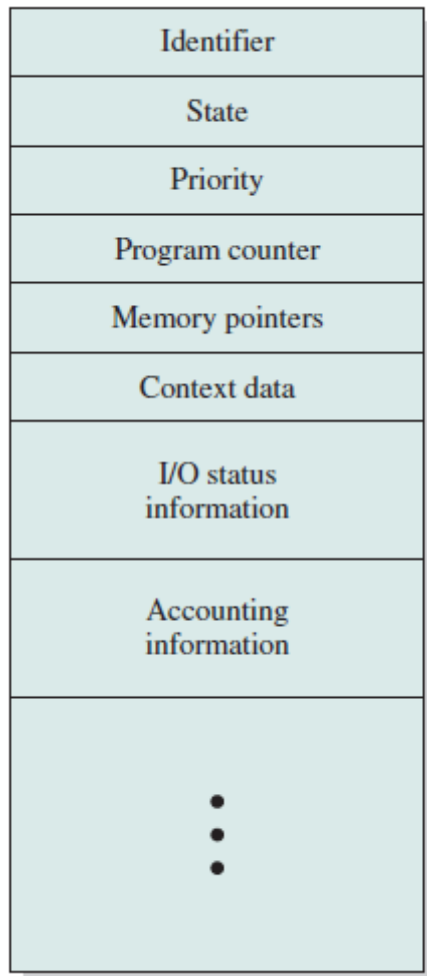 Identifier
State
Priority
Program counter
Memory pointers
Context data
I/O status
information
Accounting
information